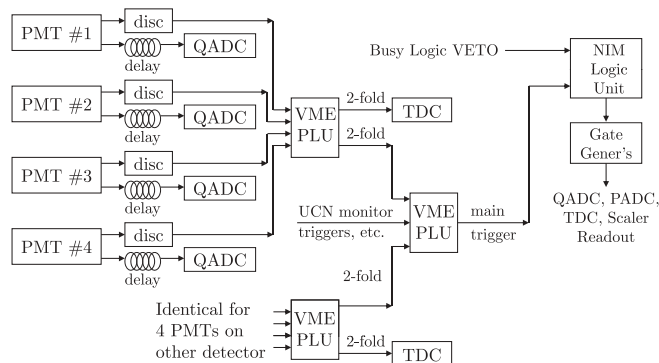 PMT #1
disc
delay
QADC
PMT #2
disc
delay
QADC
PMT #3
disc
delay
QADC
PMT #4
disc
delay
QADC
VME
PLU
2-fold
TDC
2-fold
UCN monitor
triggers, etc.
VME
PLU
main
trigger
2-fold
Identical for
4 PMTs on
other detector
VME
PLU
2-fold
TDC
Busy Logic VETO
NIM
Logic
Unit
Gate
Gener's
QADC, PADC,
TDC, Scaler
Readout